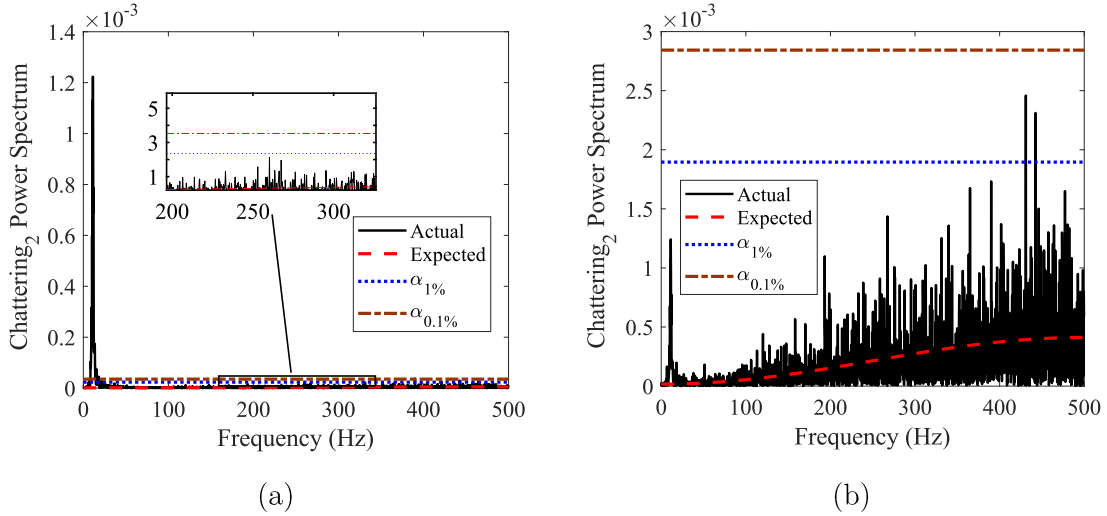 ×10⁻³
1.4
1.2
1
0.8
0.6
0.4
0.2
0
0 100 200 300 400 500
Frequency (Hz)
Chattering₂ Power Spectrum
5
3
1
200 250 300
Actual
Expected
α1%
α0.1%
(a)
×10⁻³
3
2.5
2
1.5
1
0.5
0
0 100 200 300 400 500
Frequency (Hz)
Chattering₂ Power Spectrum
Actual
Expected
α1%
α0.1%
(b)